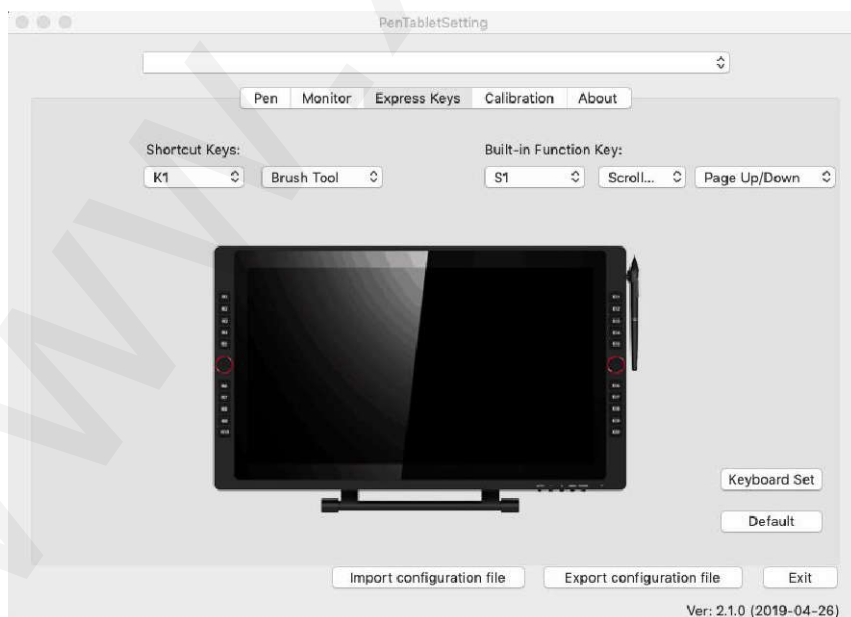 PenTabletSetting
Pen Monitor Express Keys Calibration About
Shortcut Keys: Built-in Function Key:
K1 Brush Tool S1 Scroll... Page Up/Down
Keyboard Set
Default
Import configuration file Export configuration file Exit
Ver: 2.1.0 (2019-04-26)